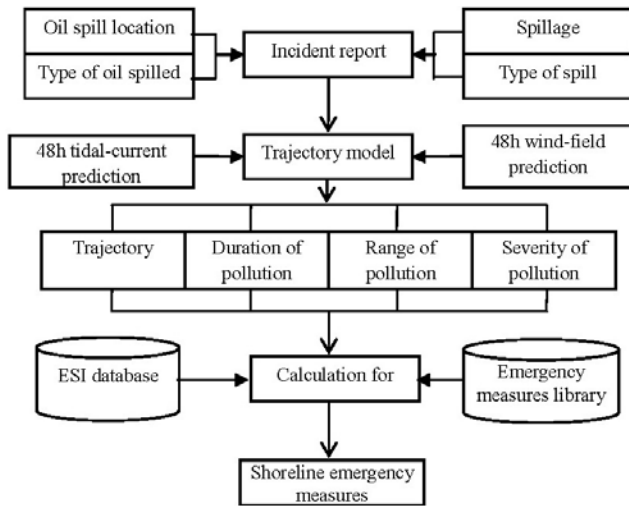 Oil spill location
Type of oil spilled
Incident report
Spillage
Type of spill
48h tidal-current
prediction
Trajectory model
48h wind-field
prediction
Trajectory
Duration of
pollution
Range of
pollution
Severity of
pollution
ESI database
Calculation for
Emergency
measures library
Shoreline emergency
measures